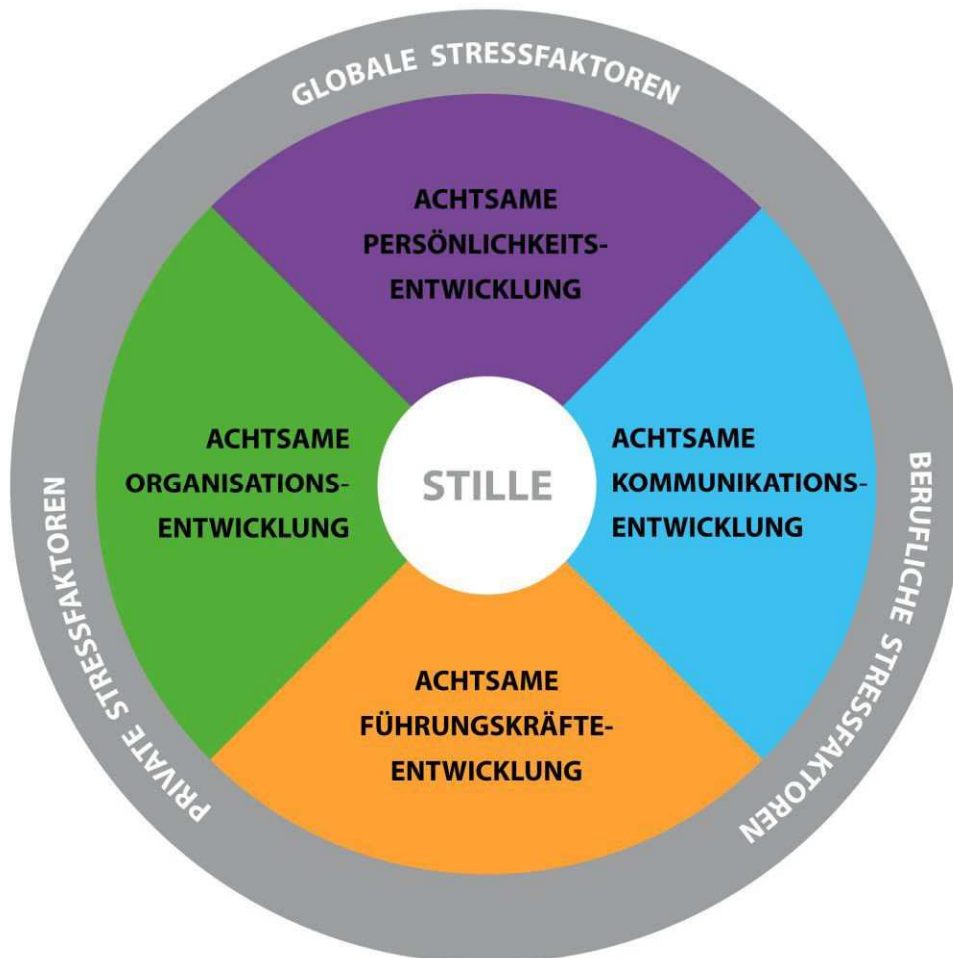 GLOBALE STRESSFAKTOREN
ACHTSAME
PERSÖNLICHKEITS-
ENTWICKLUNG
ACHTSAME
ORGANISATIONS-
ENTWICKLUNG
STILLE
ACHTSAME
KOMMUNIKATIONS-
ENTWICKLUNG
ACHTSAME
FÜHRUNGSKRÄFTE-
ENTWICKLUNG
PRIVATE STRESSFAKTOREN
BERUFLICHE STRESSFAKTOREN